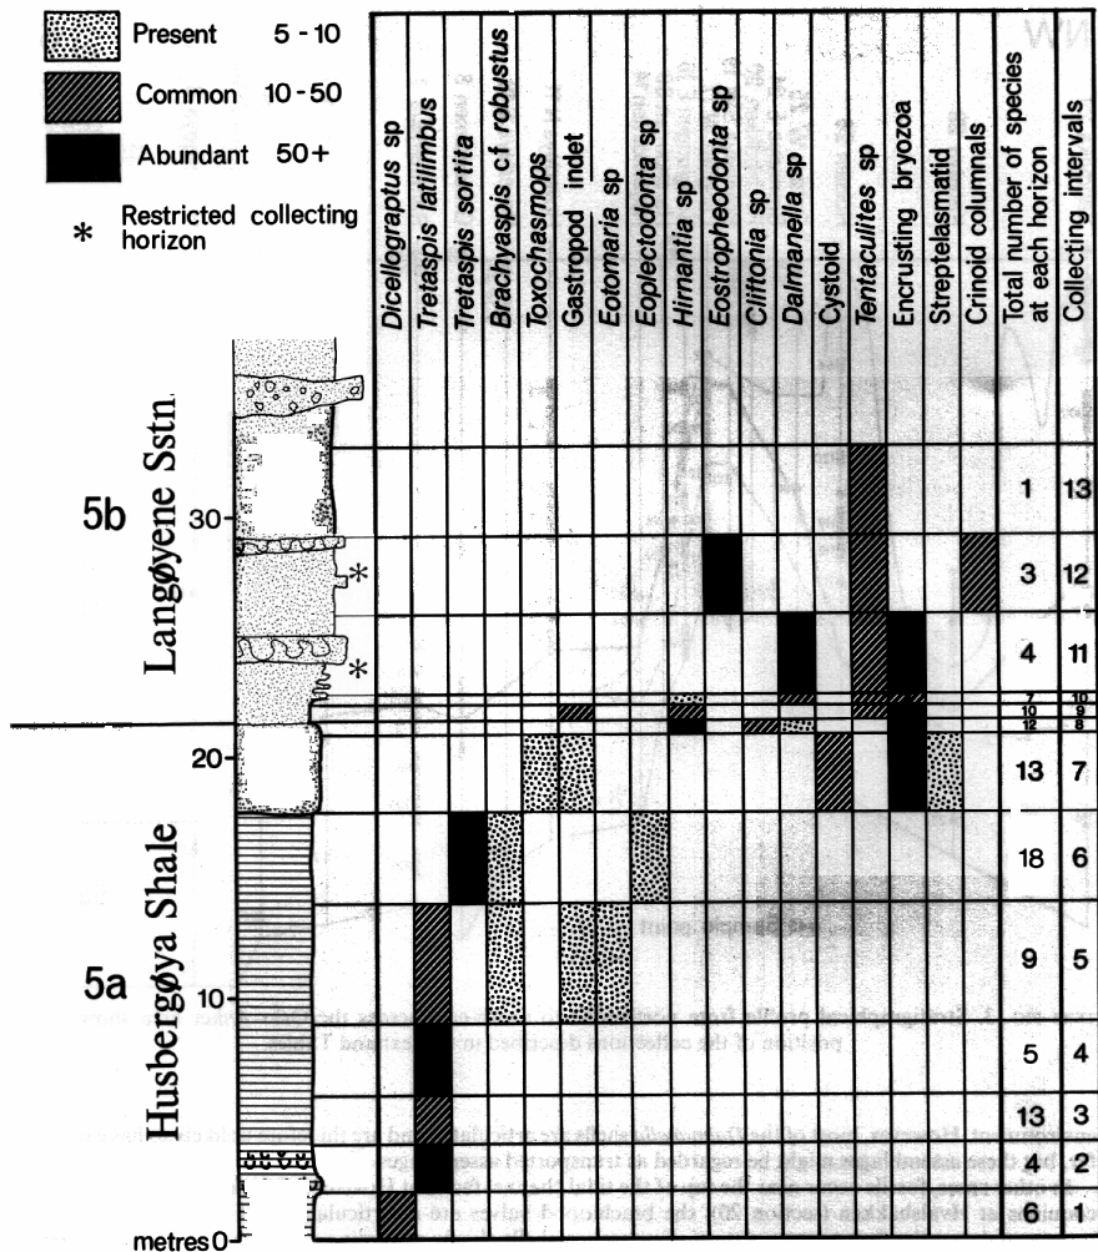 Present 5 - 10
Common 10 - 50
Abundant 50+
* Restricted collecting
horizon
Dicellograptus sp
Tretaspis latilimbus
Tretaspis sortita
Brachyaspis cf robustus
Toxochasmops
Gastropod indet
Eotomaria sp
Eoplectodonta sp
Hirnantia sp
Eostropheodonta sp
Cliftonia sp
Dalmanella sp
Cystoid
Tentaculites sp
Encrusting bryozoa
Streptelasmatid
Crinoid columnals
Total number of species
at each horizon
Collecting intervals
5b
Langøyene Sstn
30
*
*
20
5a
Husbergøya Shale
10
metres 0
1 13
3 12
4 11
7 10
10 9
12 8
13 7
18 6
9 5
5 4
13 3
4 2
6 1